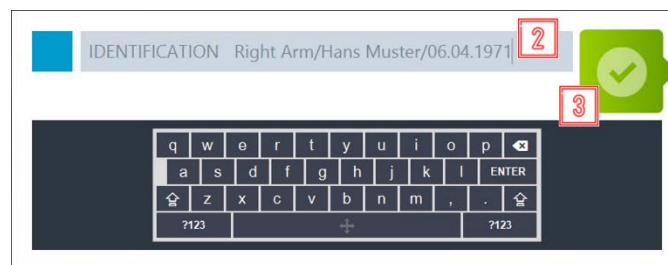 IDENTIFICATION Right Arm/Hans Muster/06.04.1971
2
3
q w e r t y u i o p
a s d f g h j k l ENTER
z x c v b n m , .
?123 ?123